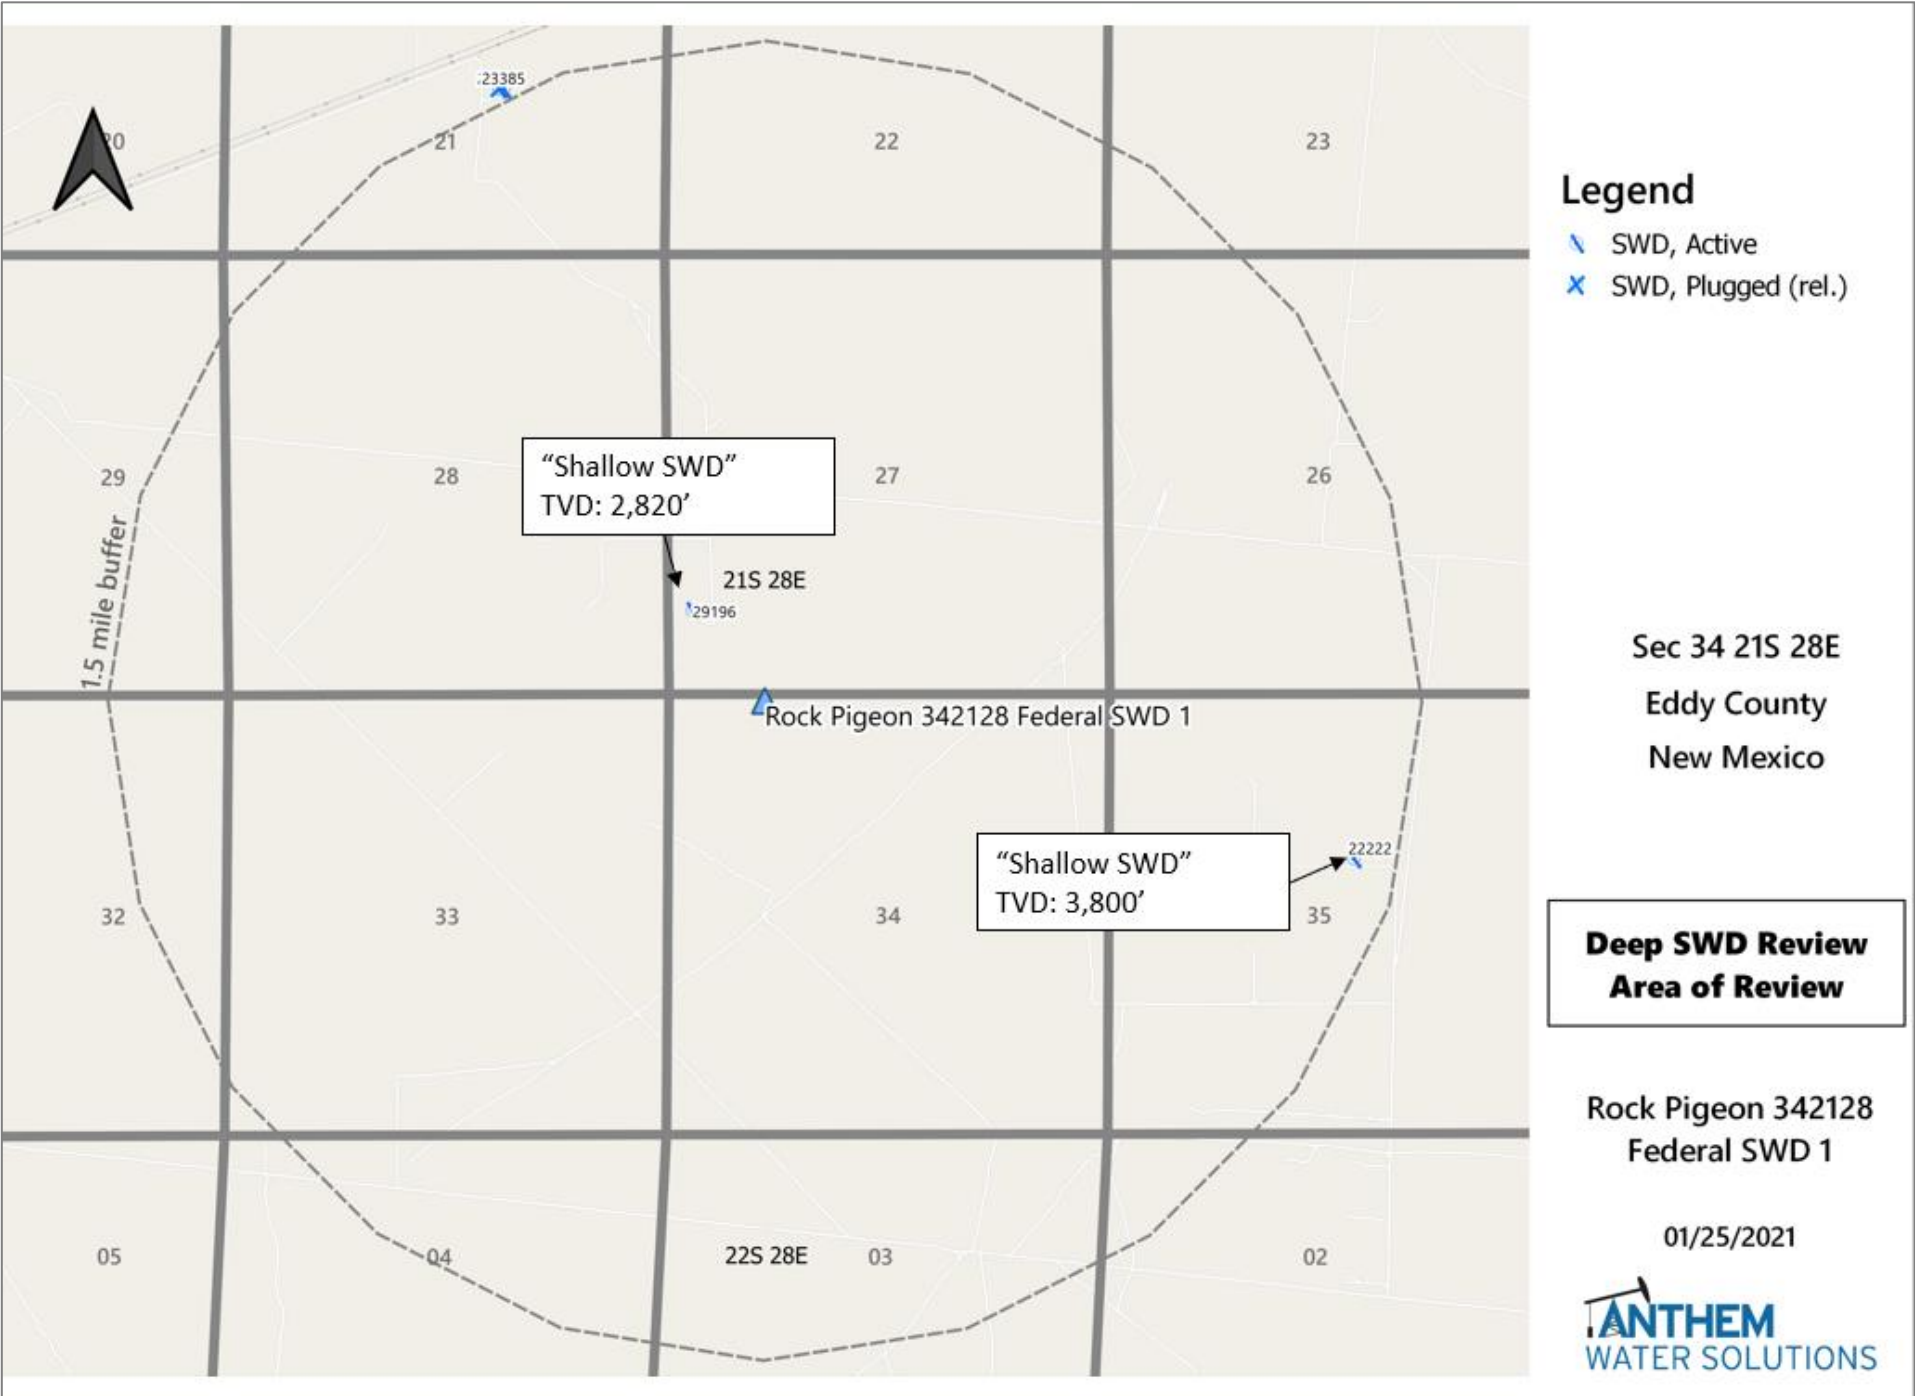 23385
20
21
22
23
29
28
"Shallow SWD"
TVD: 2,820'
27
26
1.5 mile buffer
21S 28E
29196
Rock Pigeon 342128 Federal SWD 1
32
33
"Shallow SWD"
TVD: 3,800'
34
22222
35
05
04
22S 28E
03
02
Legend
SWD, Active
SWD, Plugged (rel.)
Sec 34 21S 28E
Eddy County
New Mexico
Deep SWD Review
Area of Review
Rock Pigeon 342128
Federal SWD 1
01/25/2021
ANTHEM
WATER SOLUTIONS